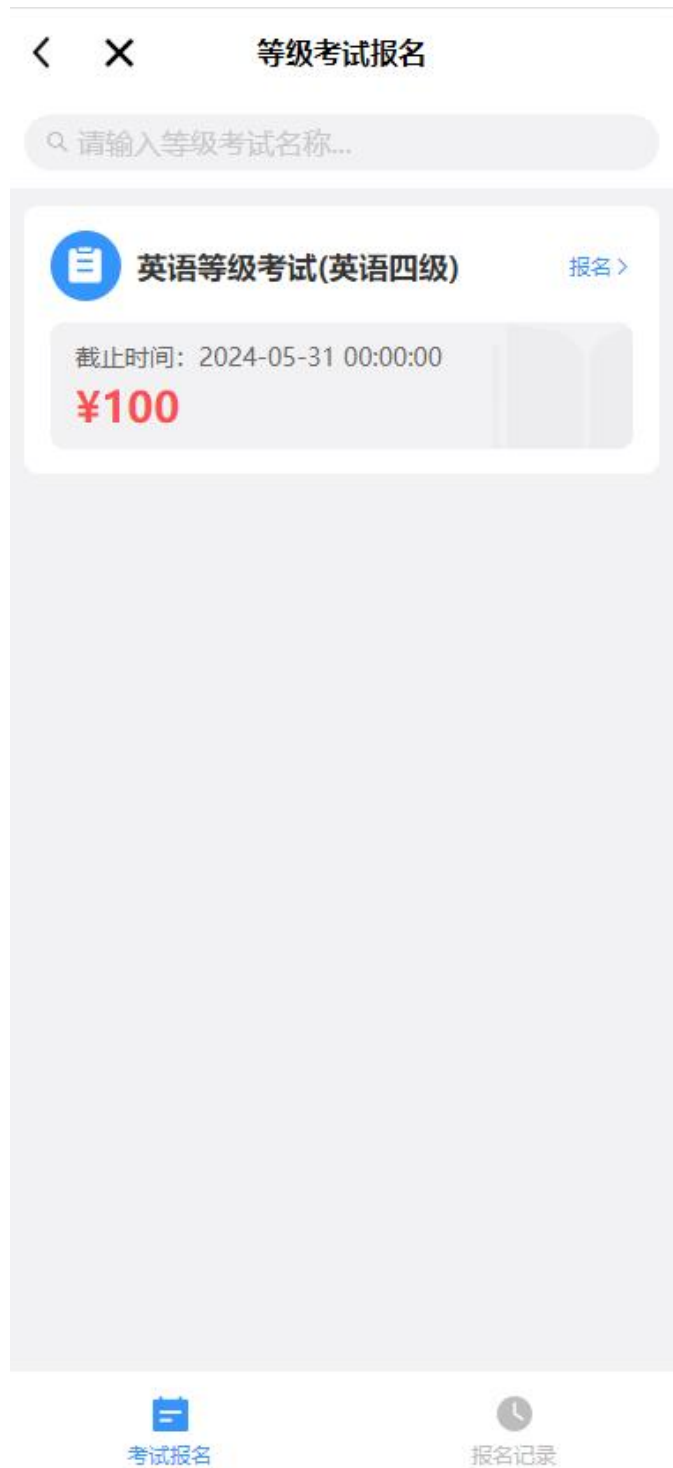 等级考试报名
请输入等级考试名称...
英语等级考试(英语四级)
报名
截止时间：2024-05-31 00:00:00
¥100
考试报名
报名记录